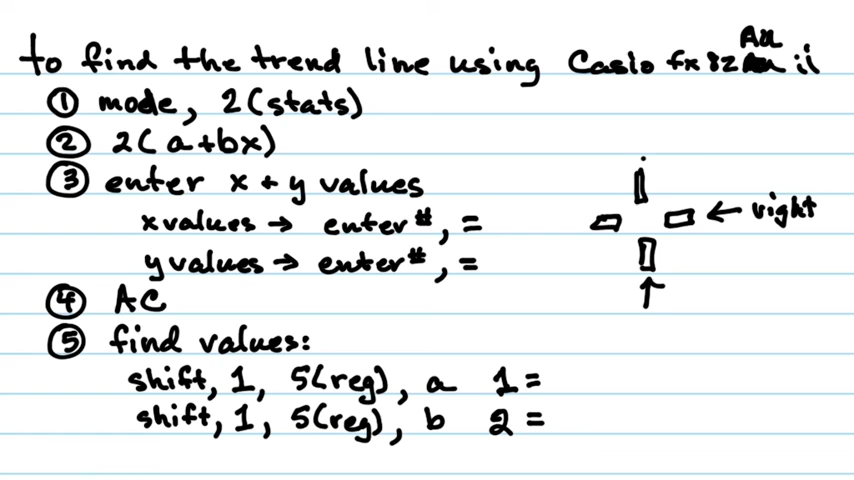 to find the trend line using Casio fx 82 AU
① mode, 2 (stats)
② 2 (a+bx)
③ enter x + y values
x values → enter #, =
← right
y values → enter #, =
④ AC
⑤ find values:
shift, 1, 5(reg), a 1 =
shift, 1, 5(reg), b 2 =